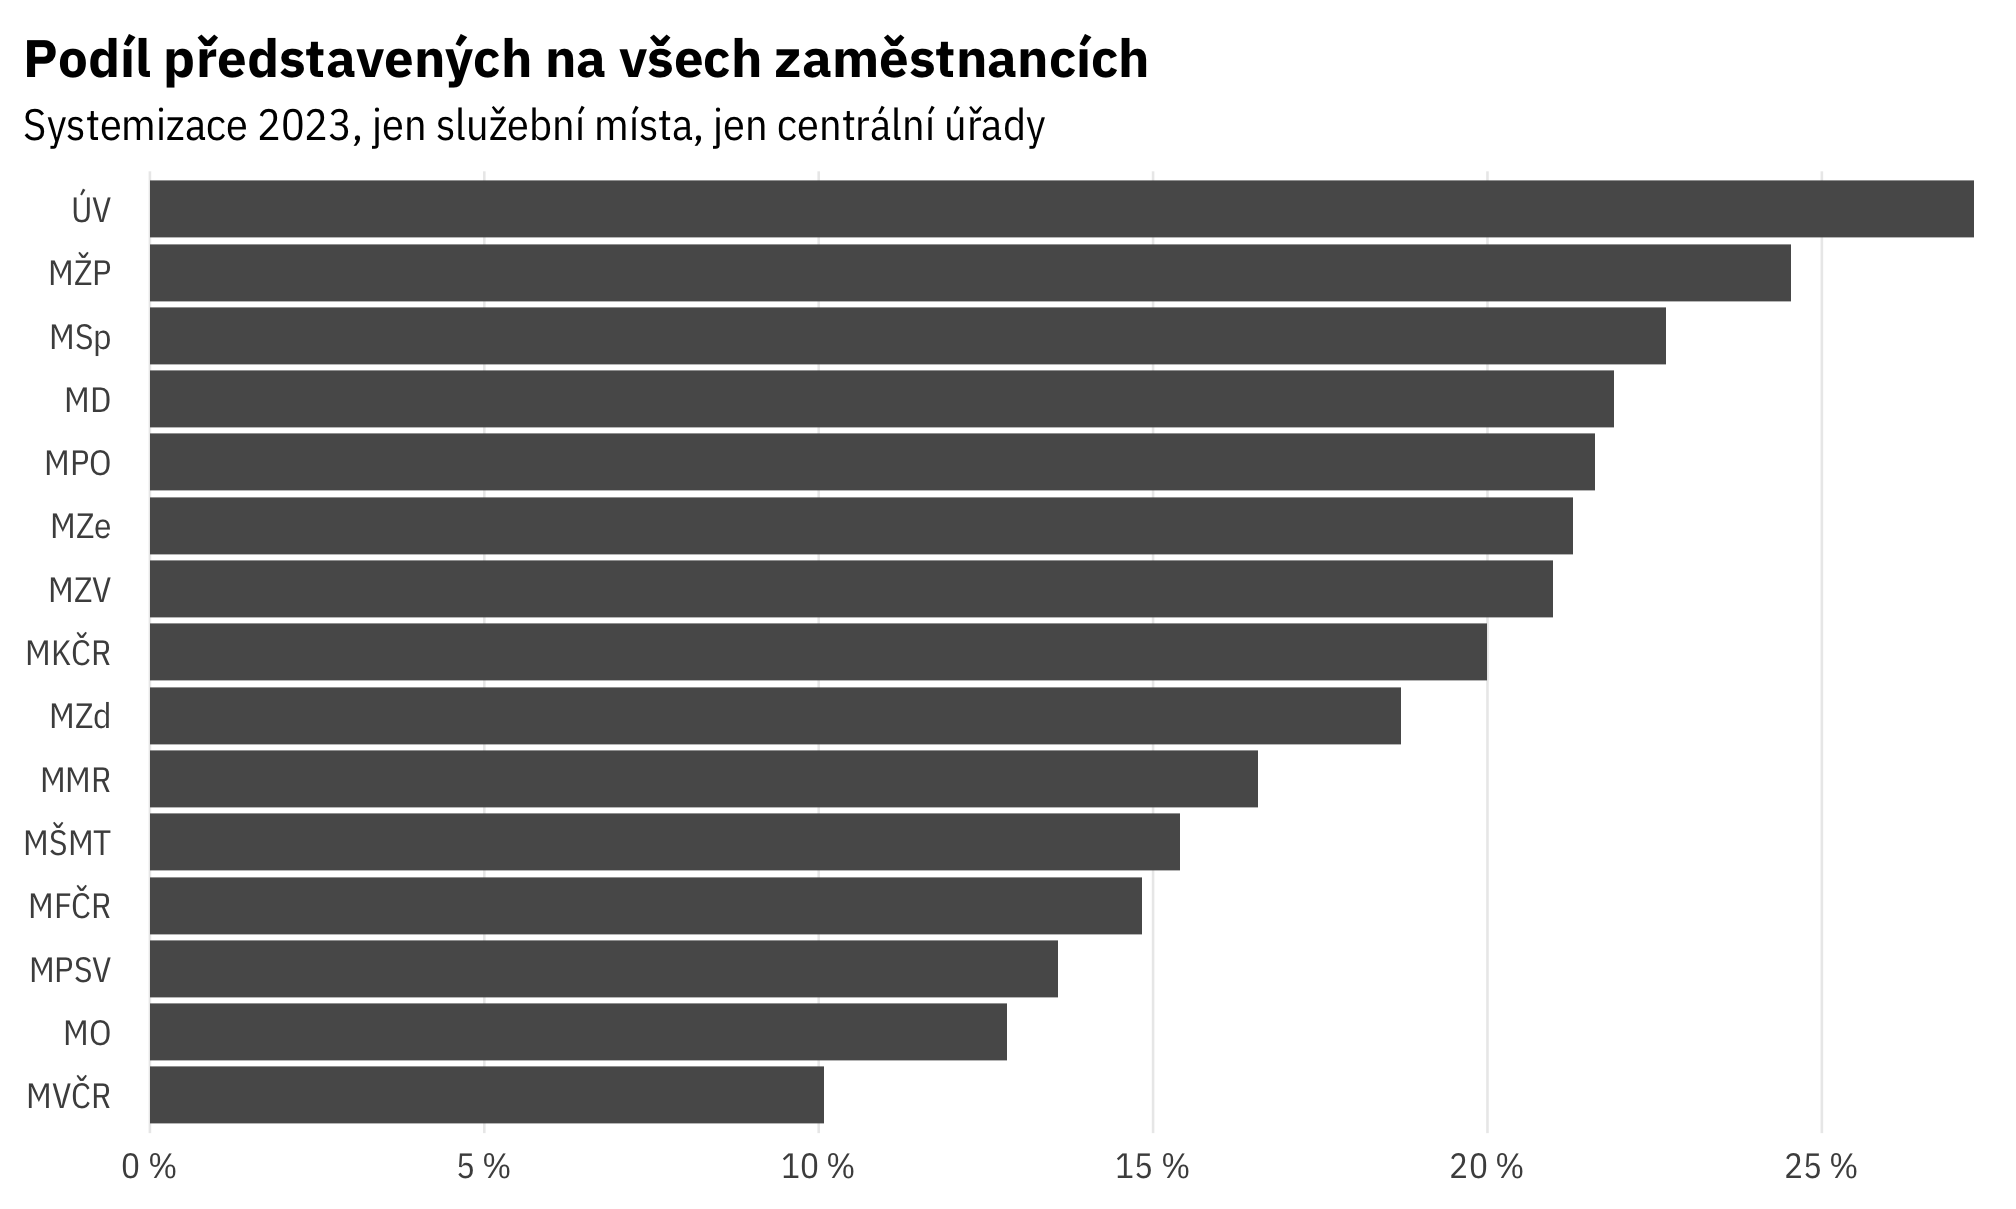 Podíl představených na všech zaměstnancích
Systemizace 2023, jen služební místa, jen centrální úřady
ÚV
MŽP
MSp
MD
MPO
MZe
MZV
MKČR
MZd
MMR
MŠMT
MFČR
MPSV
MO
MVČR
0 % 5 % 10 % 15 % 20 % 25 %